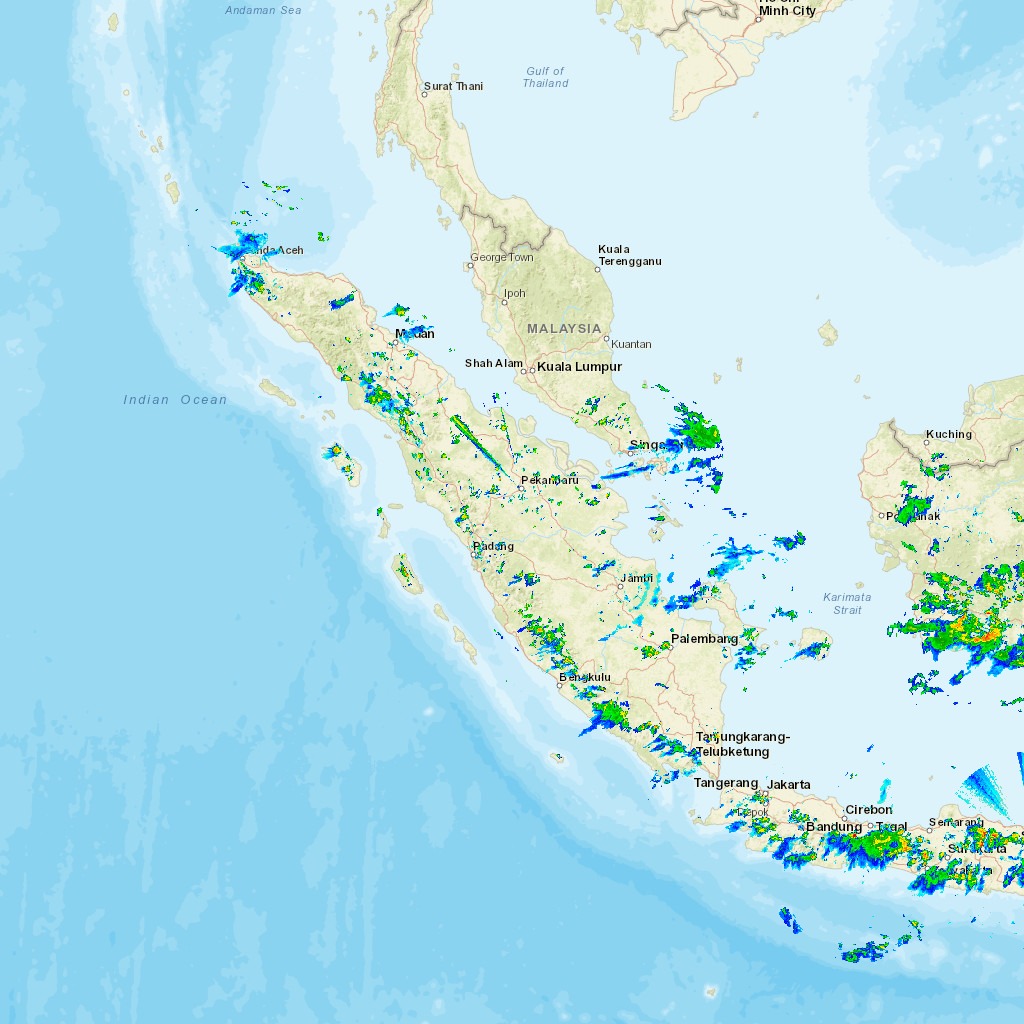 Andaman Sea
Minh City
Gulf of
Thailand
Surat Thani
George Town
Kuala
Terengganu
Ipoh
MALAYSIA
Kuantan
Medan
Shah Alam
Kuala Lumpur
Indian Ocean
Kuching
Pekanbaru
Padang
Jambi
Karimata
Strait
Palembang
Bengkulu
Tanjungkarang-
Telubketung
Tangerang
Jakarta
Cirebon
Depok
Bandung
Tegal
Semarang